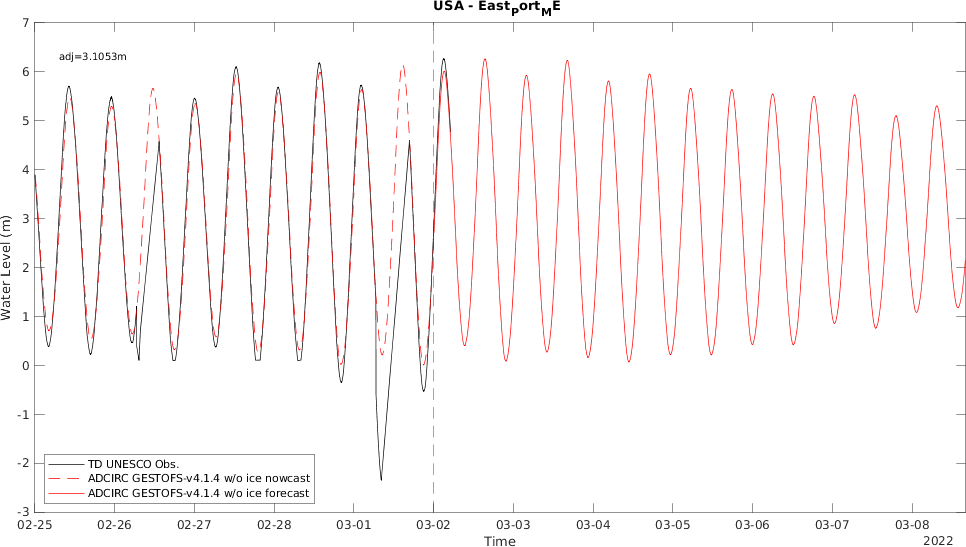 USA - EastPortME
7
6
5
4
3
2
1
0
-1
-2
-3
Water Level (m)
adj=3.1053m
TD UNESCO Obs.
ADCIRC GESTOFS-v4.1.4 w/o ice nowcast
ADCIRC GESTOFS-v4.1.4 w/o ice forecast
02-25 02-26 02-27 02-28 03-01 03-02 03-03 03-04 03-05 03-06 03-07 03-08
Time
2022